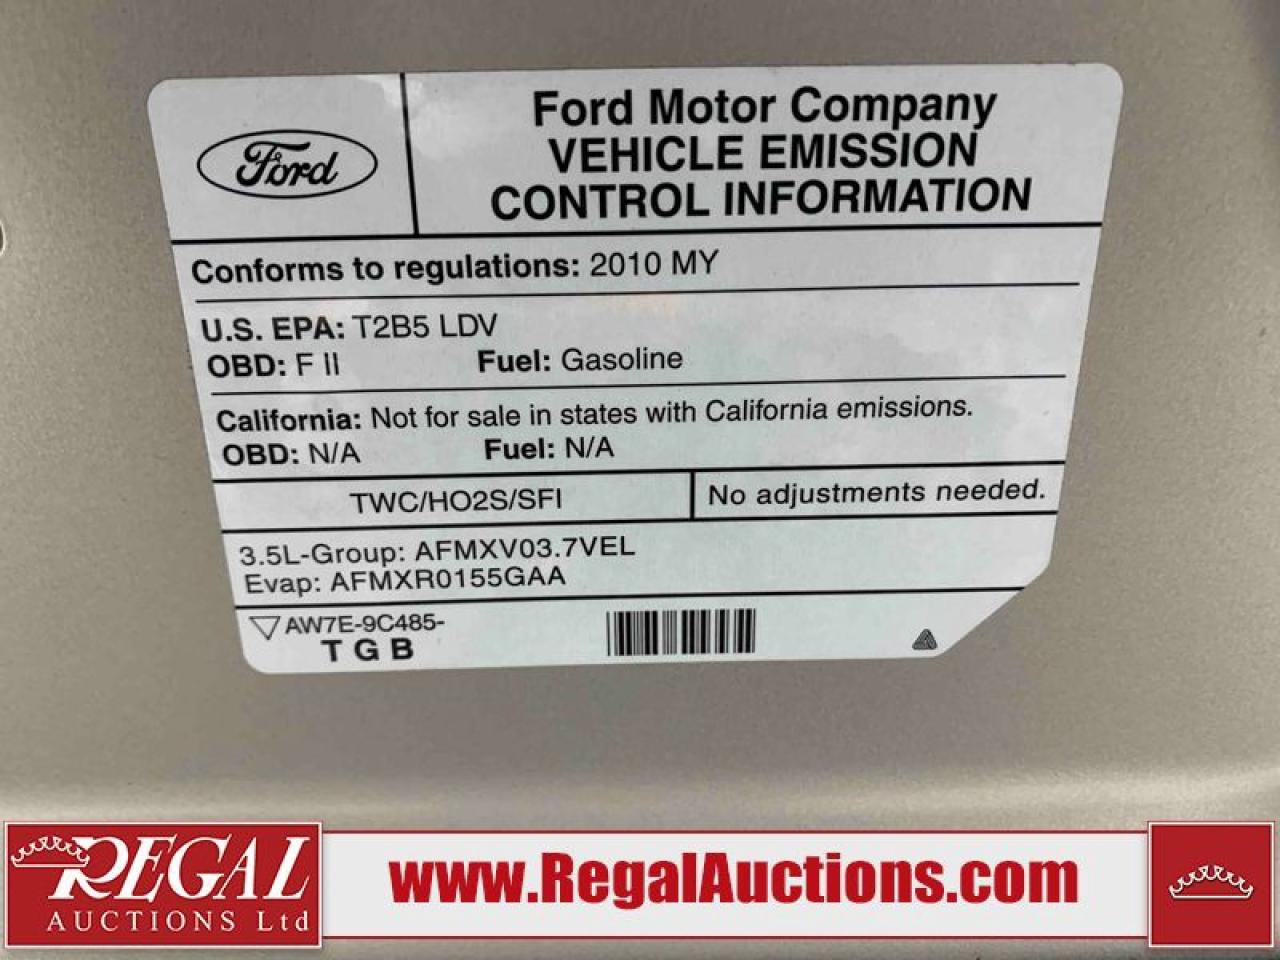 Ford
Ford Motor Company
VEHICLE EMISSION
CONTROL INFORMATION
Conforms to regulations: 2010 MY
U.S. EPA: T2B5 LDV
OBD: F II Fuel: Gasoline
California: Not for sale in states with California emissions.
OBD: N/A Fuel: N/A
TWC/HO2S/SFI
No adjustments needed.
3.5L-Group: AFMXV03.7VEL
Evap: AFMXR0155GAA
AW7E-9C485-
T G B
REGAL
AUCTIONS Ltd
www.RegalAuctions.com